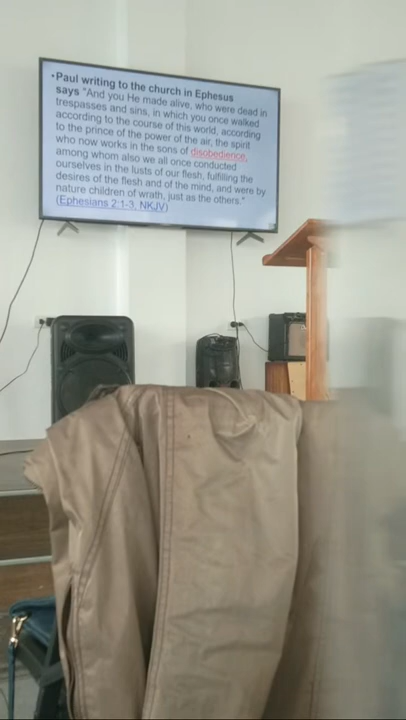 •Paul writing to the church in Ephesus
says "And you He made alive, who were dead in
trespasses and sins, in which you once walked
according to the course of this world, according
to the prince of the power of the air, the spirit
who now works in the sons of disobedience,
among whom also we all once conducted
ourselves in the lusts of our flesh, fulfilling the
desires of the flesh and of the mind, and were by
nature children of wrath, just as the others."
(Ephesians 2:1-3, NKJV)